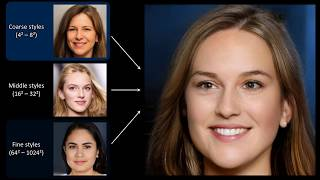 Coarse styles
(4² – 8²)
Middle styles
(16² – 32²)
Fine styles
(64² – 1024²)